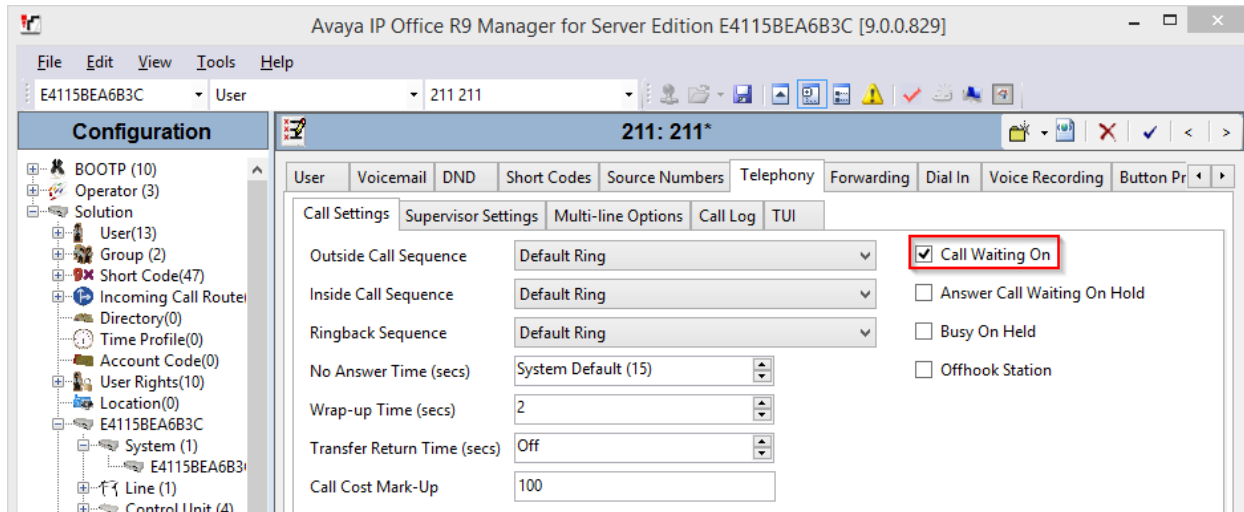 Avaya IP Office R9 Manager for Server Edition E4115BEA6B3C [9.0.0.829]
File Edit View Tools Help
E4115BEA6B3C User 211 211
Configuration
211: 211*
BOOTP (10)
Operator (3)
Solution
User(13)
Group (2)
Short Code(47)
Incoming Call Route(
Directory(0)
Time Profile(0)
Account Code(0)
User Rights(10)
Location(0)
E4115BEA6B3C
System (1)
E4115BEA6B3(
Line (1)
Control Unit (4)
User Voicemail DND Short Codes Source Numbers Telephony Forwarding Dial In Voice Recording Button Pr
Call Settings Supervisor Settings Multi-line Options Call Log TUI
Outside Call Sequence Default Ring Call Waiting On
Inside Call Sequence Default Ring Answer Call Waiting On Hold
Ringback Sequence Default Ring Busy On Held
No Answer Time (secs) System Default (15) Offhook Station
Wrap-up Time (secs) 2
Transfer Return Time (secs) Off
Call Cost Mark-Up 100